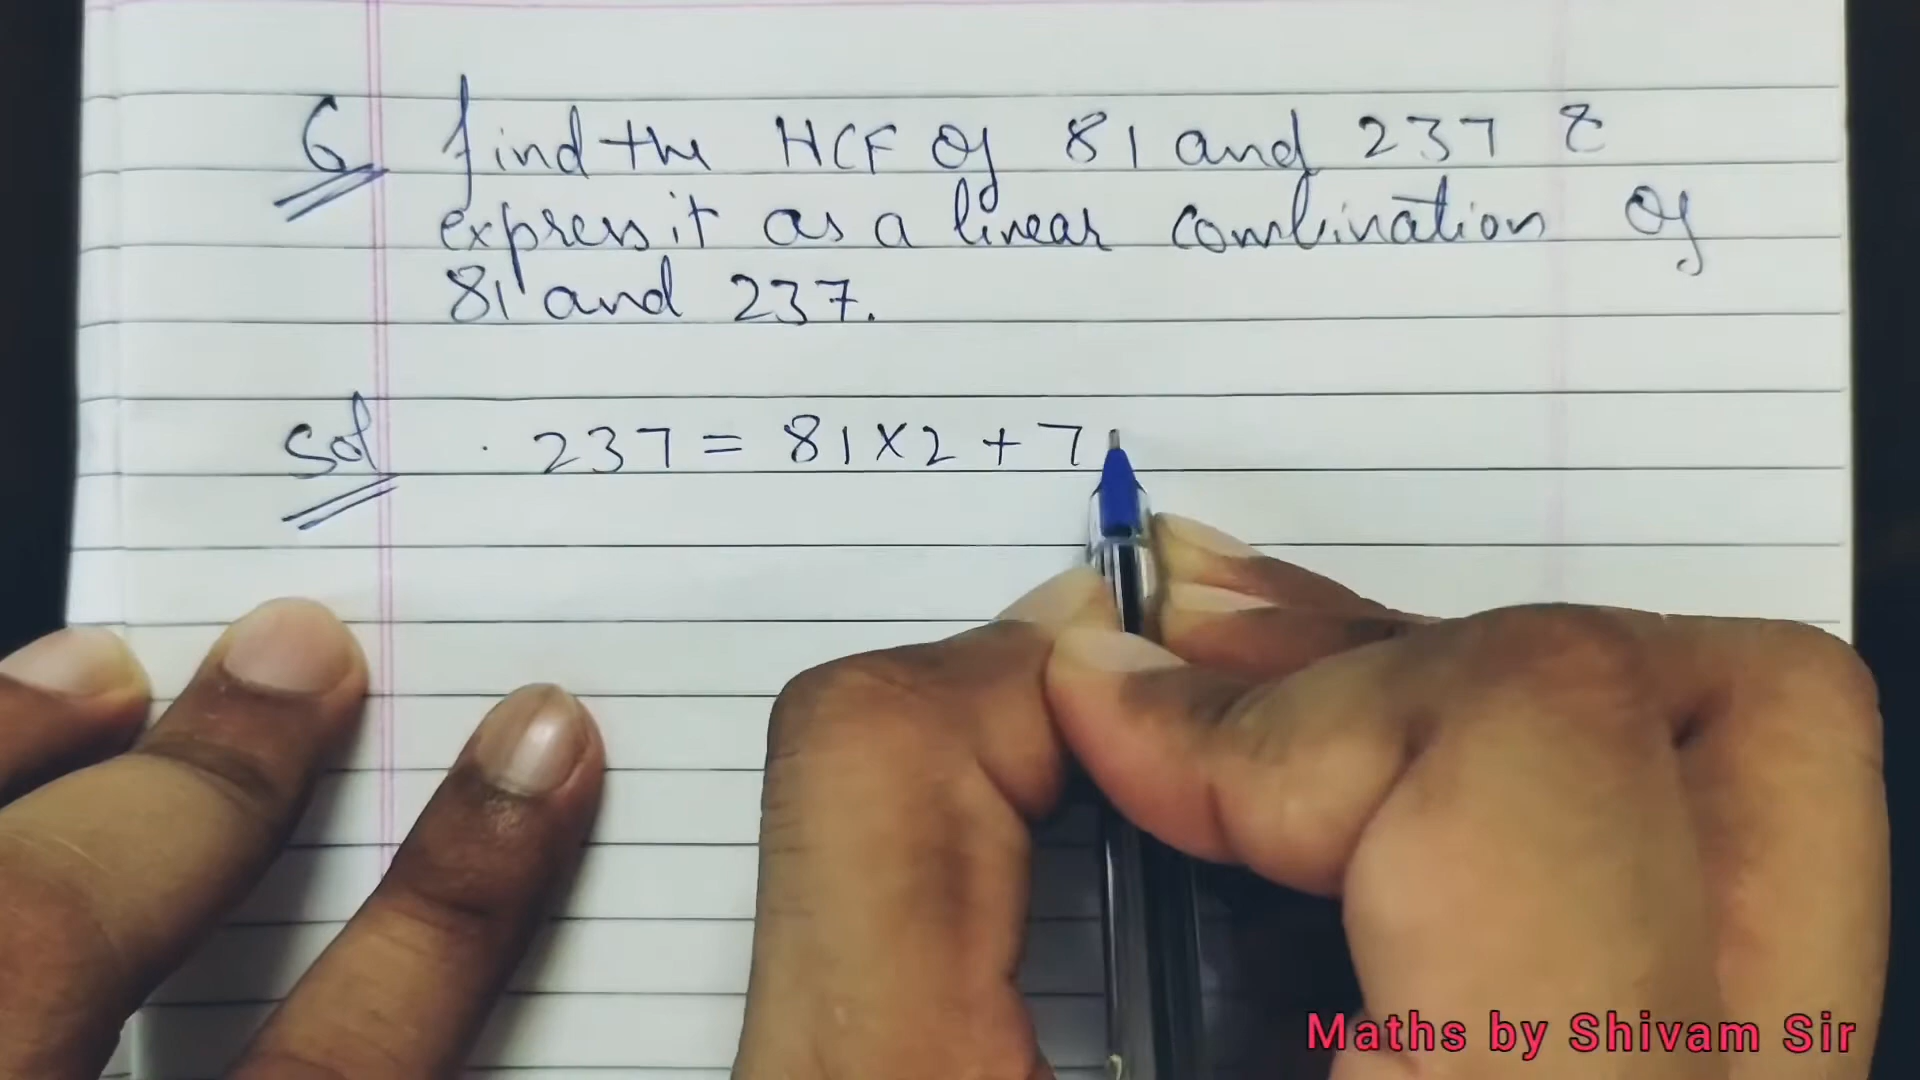 6 find the HCF of 81 and 237 &
express it as a linear combination of
81 and 237.
Sol . 237 = 81 × 2 + 7
Maths by Shivam Sir